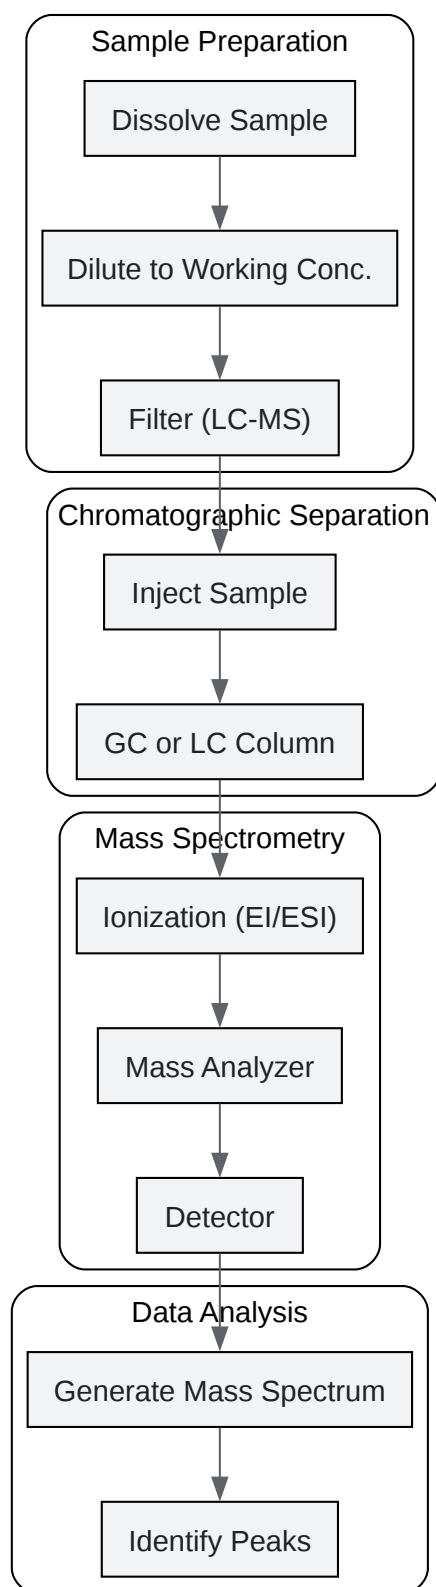 Sample Preparation
Dissolve Sample
Dilute to Working Conc.
Filter (LC-MS)
Chromatographic Separation
Inject Sample
GC or LC Column
Mass Spectrometry
Ionization (EI/ESI)
Mass Analyzer
Detector
Data Analysis
Generate Mass Spectrum
Identify Peaks